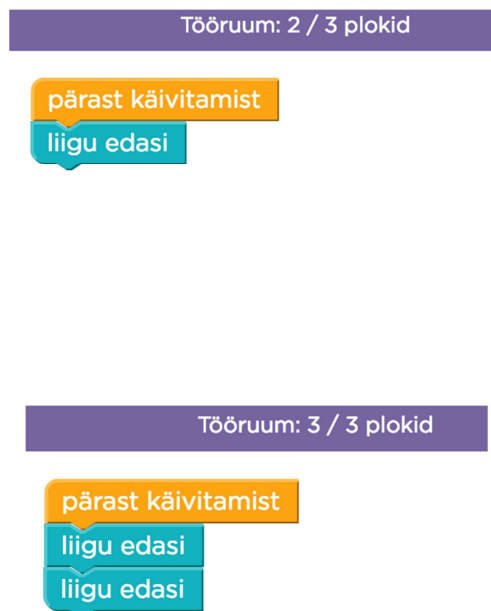 Tööruum: 2 / 3 plokid
pärast käivitamist
liigu edasi
Tööruum: 3 / 3 plokid
pärast käivitamist
liigu edasi
liigu edasi